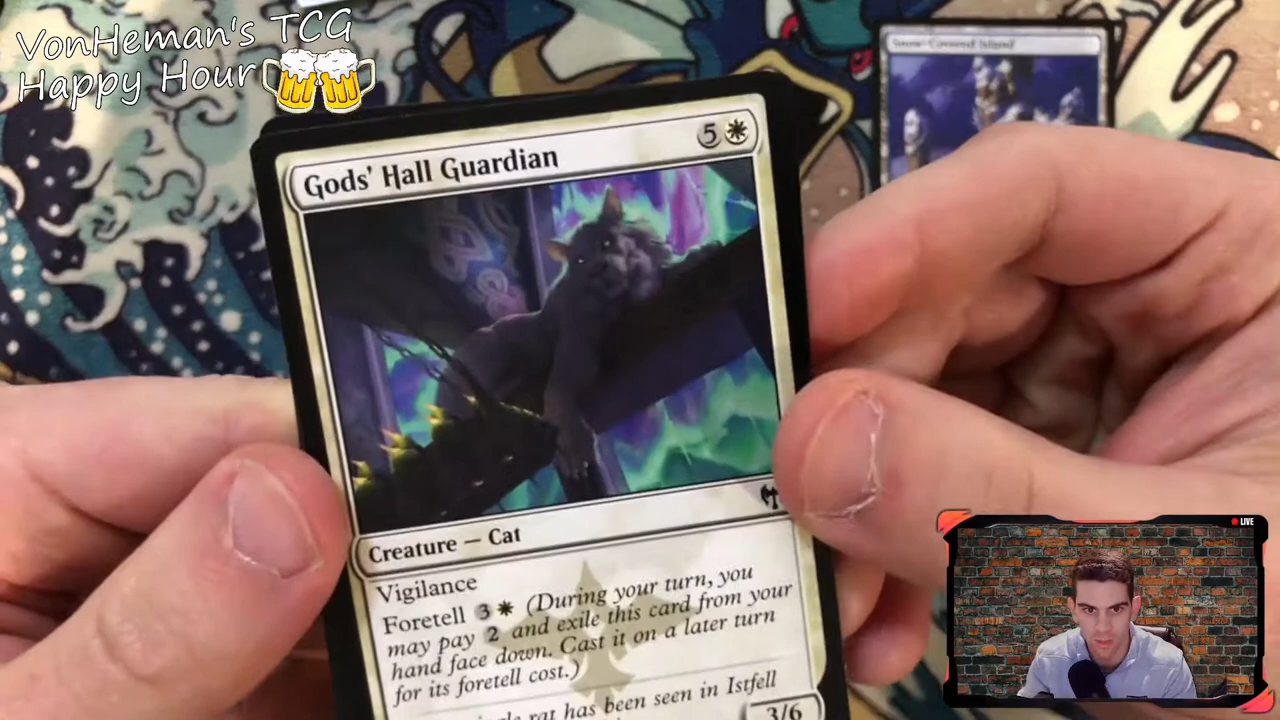 VonHeman's TCG
Happy Hour
Snow-Covered Island
Gods' Hall Guardian
5
Creature — Cat
Vigilance
Foretell 3 (During your turn, you
may pay 2 and exile this card from your
hand face down. Cast it on a later turn
for its foretell cost.)
rat has been seen in Istfell
3/6
LIVE